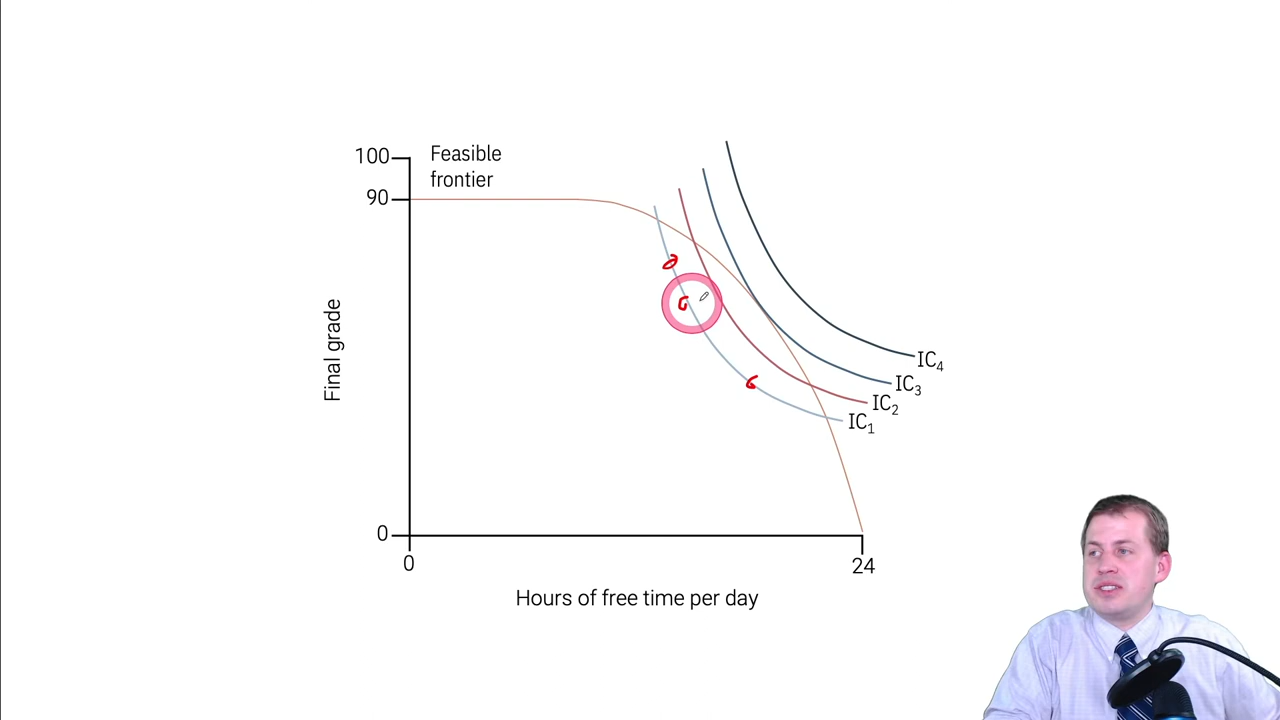 100
Feasible
frontier
90
Final grade
IC4
IC3
IC2
IC1
0
0
24
Hours of free time per day